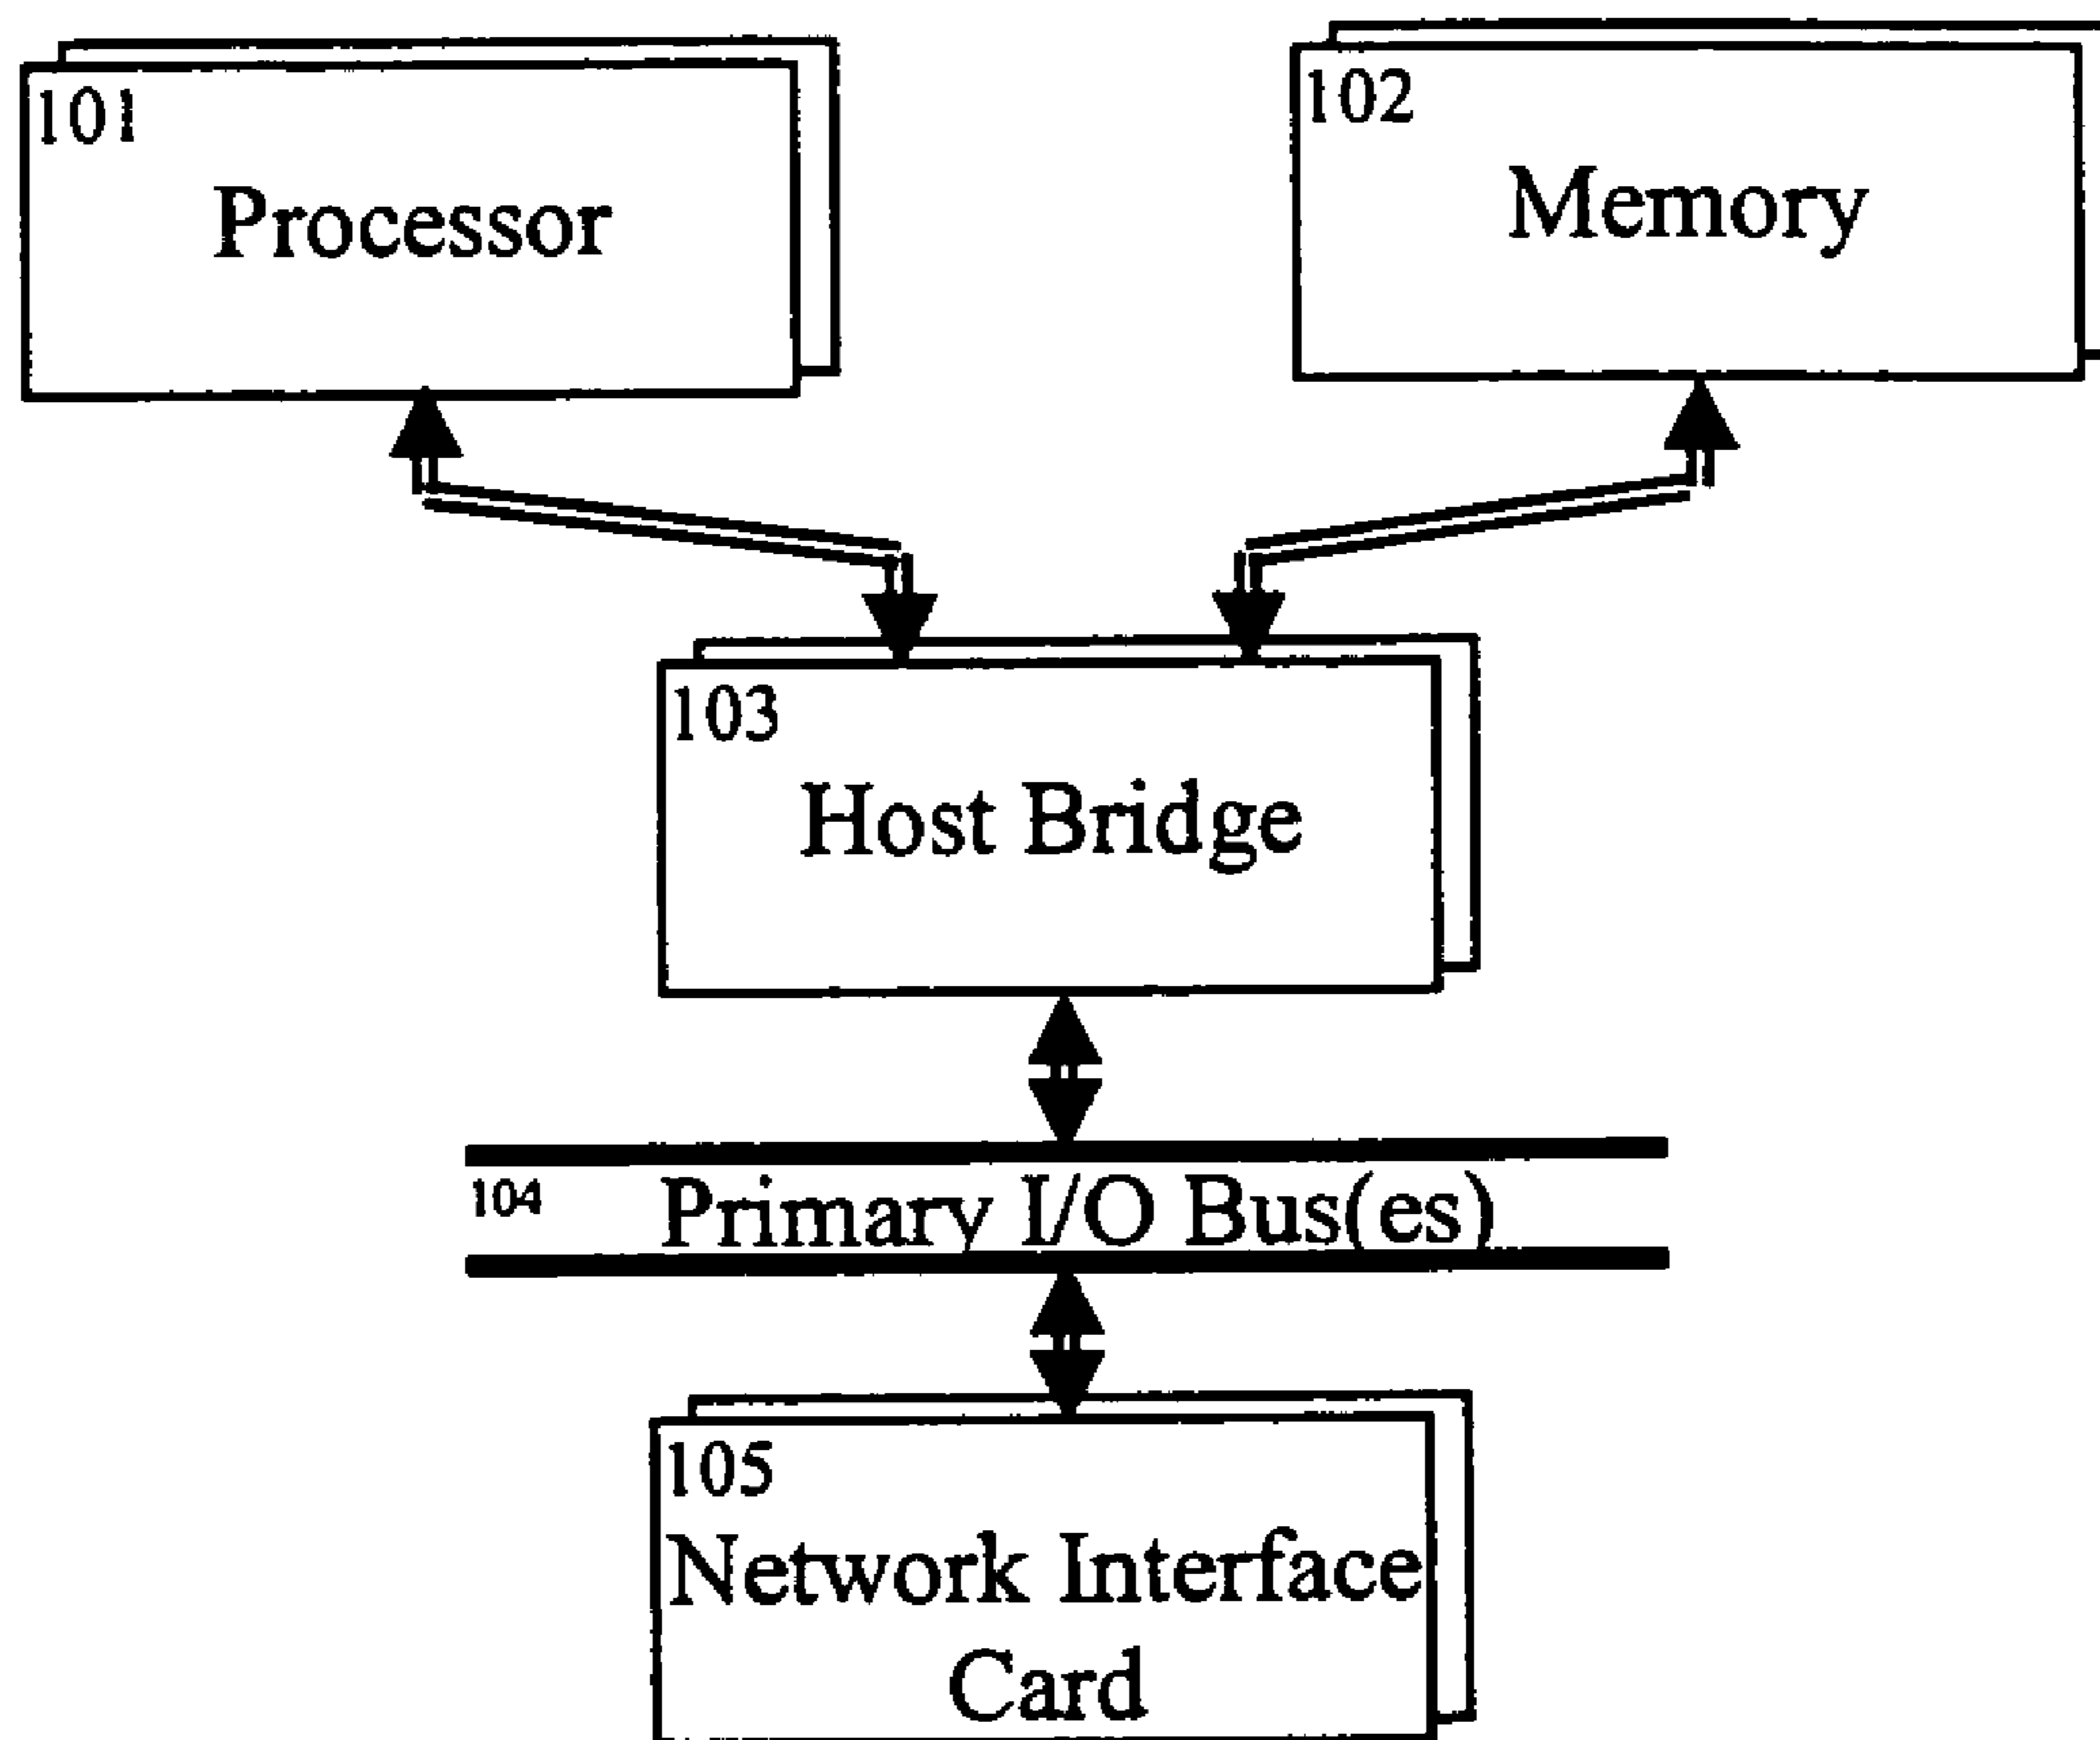 101
Processor
102
Memory
103
Host Bridge
104
Primary I/O Bus(es)
105
Network Interface
Card